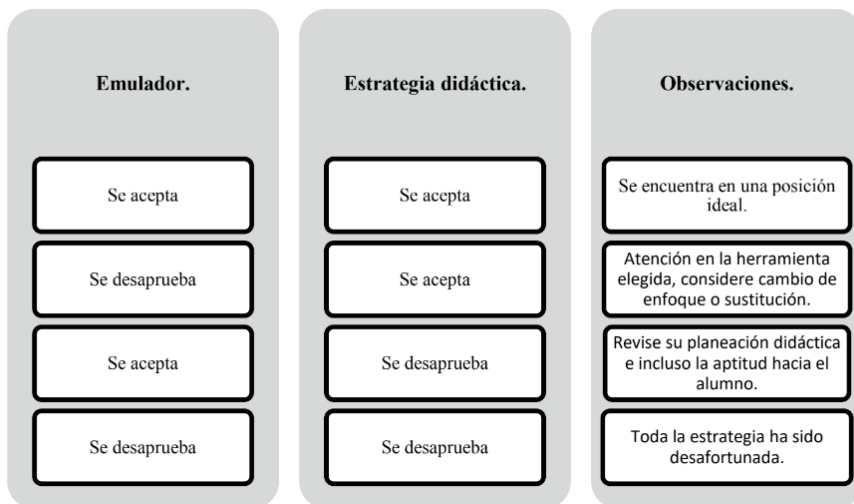 Emulador.
Estrategia didáctica.
Observaciones.
Se acepta
Se acepta
Se encuentra en una posición
ideal.
Se desaprueba
Se acepta
Atención en la herramienta
elegida, considere cambio de
enfoque o sustitución.
Se acepta
Se desaprueba
Revise su planeación didáctica
e incluso la aptitud hacia el
alumno.
Se desaprueba
Se desaprueba
Toda la estrategia ha sido
desafortunada.